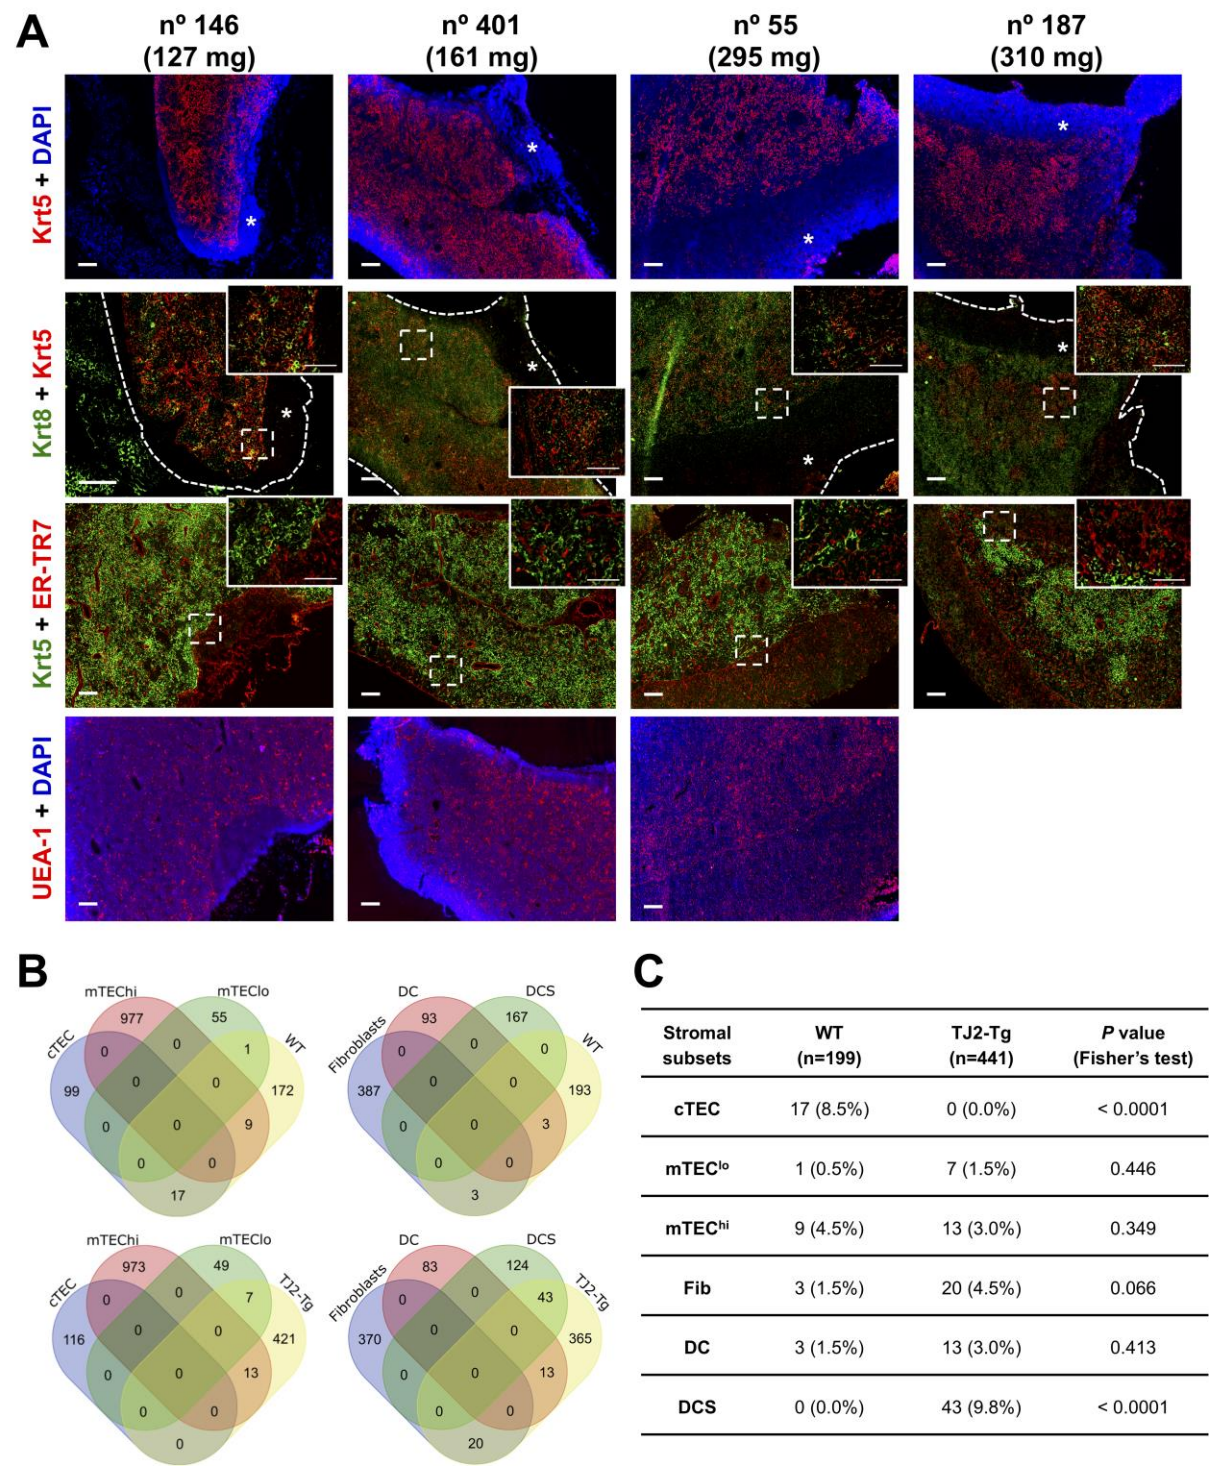 A
nº 146
(127 mg)
nº 401
(161 mg)
nº 55
(295 mg)
nº 187
(310 mg)
Krt5 + DAPI
*
*
*
*
Krt8 + Krt5
*
*
*
*
Krt5 + ER-TR7
UEA-1 + DAPI
B
cTEC
mTEChi
mTEClo
WT
977
55
0
0
1
99
0
0
172
0
0
9
0
0
17
Fibroblasts
DC
DCS
WT
93
167
0
0
0
387
0
0
193
0
0
3
0
0
3
cTEC
mTEChi
mTEClo
TJ2-Tg
973
49
0
0
7
116
0
0
421
0
0
13
0
0
0
Fibroblasts
DC
DCS
TJ2-Tg
83
124
0
0
43
370
0
0
365
0
0
13
0
0
20
C
Stromal subsets WT (n=199) TJ2-Tg (n=441) P value (Fisher's test)
cTEC 17 (8.5%) 0 (0.0%) < 0.0001
mTEClo 1 (0.5%) 7 (1.5%) 0.446
mTEChi 9 (4.5%) 13 (3.0%) 0.349
Fib 3 (1.5%) 20 (4.5%) 0.066
DC 3 (1.5%) 13 (3.0%) 0.413
DCS 0 (0.0%) 43 (9.8%) < 0.0001